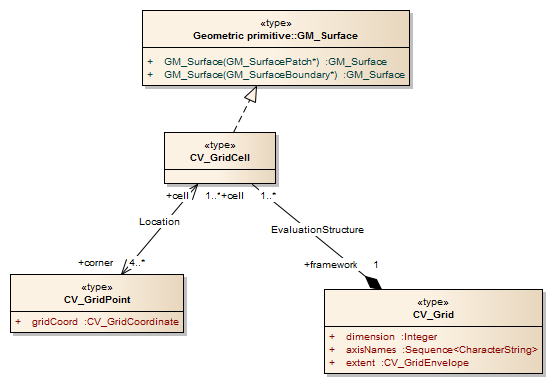 «type»
Geometric primitive::GM_Surface
+ GM_Surface(GM_SurfacePatch*) :GM_Surface
+ GM_Surface(GM_SurfaceBoundary*) :GM_Surface
«type»
CV_GridCell
+cell 1..*
+cell 1..*
Location
EvaluationStructure
+corner 4..*
+framework 1
«type»
CV_GridPoint
+ gridCoord :CV_GridCoordinate
«type»
CV_Grid
+ dimension :Integer
+ axisNames :Sequence<CharacterString>
+ extent :CV_GridEnvelope